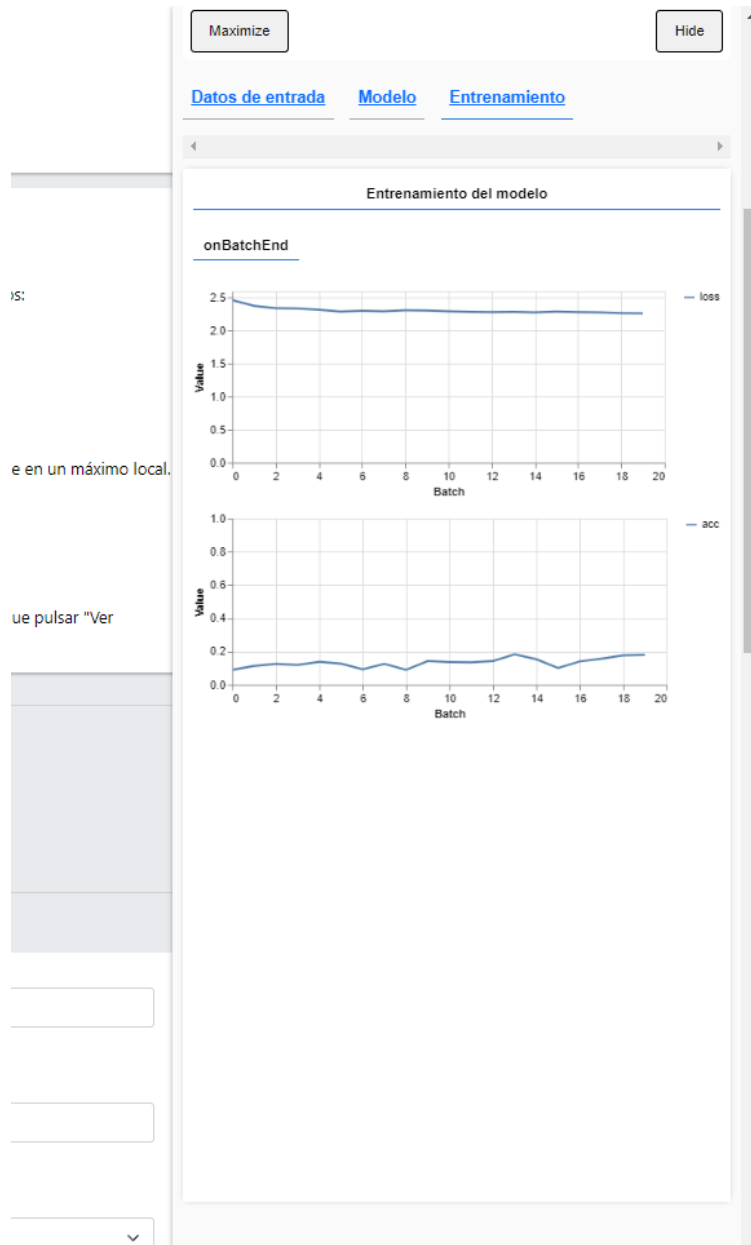 Maximize
Hide
Datos de entrada Modelo Entrenamiento
Entrenamiento del modelo
onBatchEnd
os:
e en un máximo local.
ue pulsar "Ver
2.5
2.0
1.5
1.0
0.5
0.0
Value
0 2 4 6 8 10 12 14 16 18 20
Batch
loss
1.0
0.8
0.6
0.4
0.2
0.0
Value
0 2 4 6 8 10 12 14 16 18 20
Batch
acc